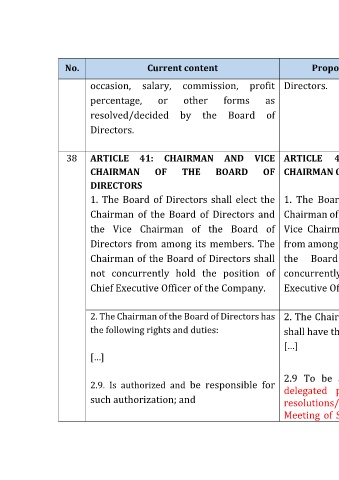 No. Current content Propo
occasion, salary, commission, profit
percentage, or other forms as
resolved/decided by the Board of
Directors.
Directors.
38
ARTICLE 41: CHAIRMAN AND VICE
CHAIRMAN OF THE BOARD OF
DIRECTORS
1. The Board of Directors shall elect the
Chairman of the Board of Directors and
the Vice Chairman of the Board of
Directors from among its members. The
Chairman of the Board of Directors shall
not concurrently hold the position of
Chief Executive Officer of the Company.
ARTICLE 4
CHAIRMAN
1. The Boar
Chairman of
Vice Chairm
from among
the Board
concurrently
Executive Of
2. The Chairman of the Board of Directors has
the following rights and duties:
[...]
2.9. Is authorized and be responsible for
such authorization; and
2. The Chair
shall have th
[...]
2.9 To be
delegated p
resolutions/
Meeting of S